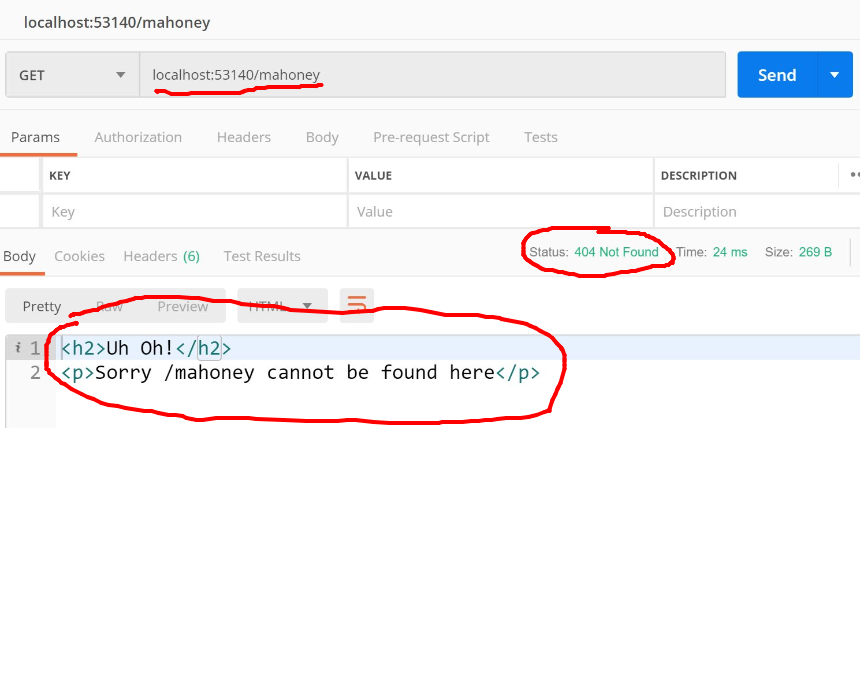 localhost:53140/mahoney
GET localhost:53140/mahoney Send
Params Authorization Headers Body Pre-request Script Tests
KEY VALUE DESCRIPTION
Key Value Description
Body Cookies Headers (6) Test Results Status: 404 Not Found Time: 24 ms Size: 269 B
Pretty Raw Preview HTML
i 1 <h2>Uh Oh!</h2>
2 <p>Sorry /mahoney cannot be found here</p>